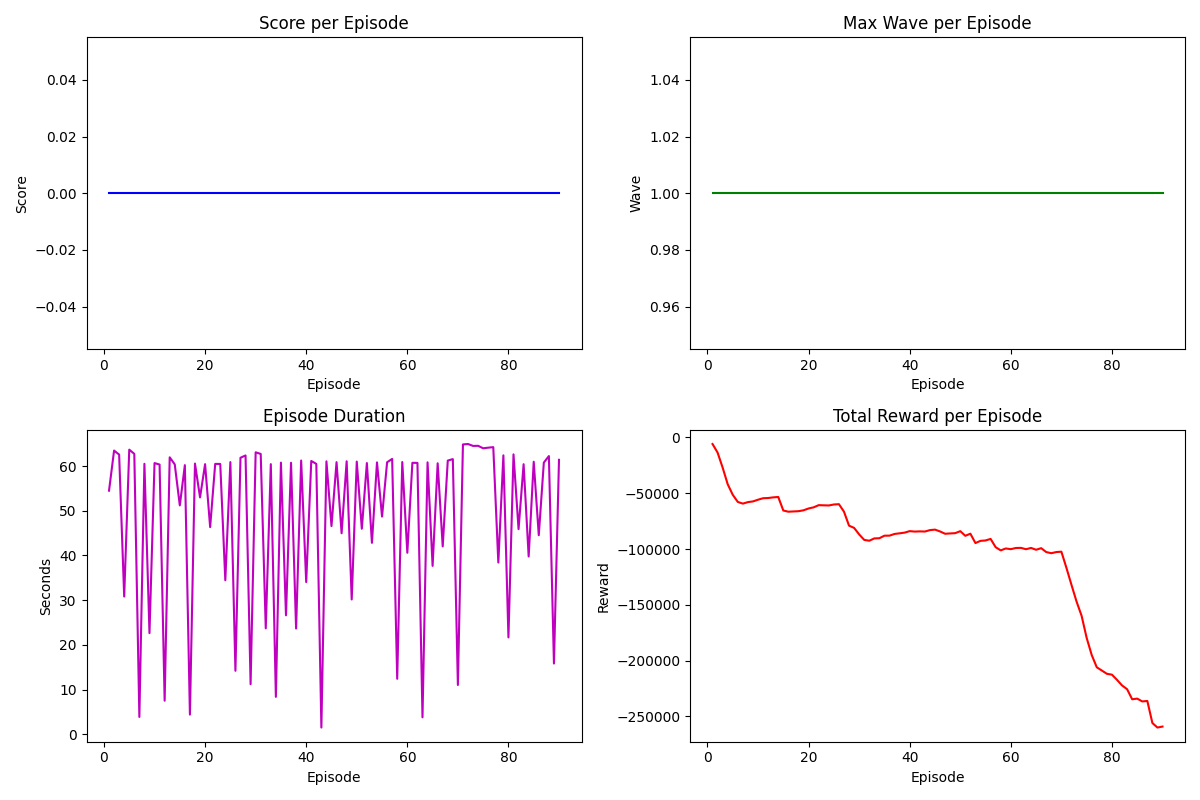 Score per Episode
0.04
0.02
0.00
−0.02
−0.04
Score
0 20 40 60 80
Episode
Max Wave per Episode
1.04
1.02
1.00
0.98
0.96
Wave
0 20 40 60 80
Episode
Episode Duration
60
50
40
30
20
10
0
Seconds
0 20 40 60 80
Episode
Total Reward per Episode
0
−50000
−100000
−150000
−200000
−250000
Reward
0 20 40 60 80
Episode